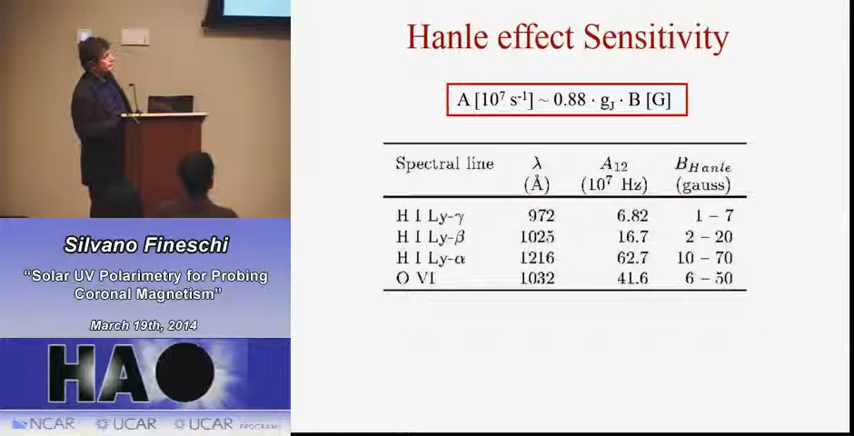 Hanle effect Sensitivity
A [10⁷ s⁻¹] ~ 0.88 · gJ · B [G]
Spectral line λ A₁₂ B_Hanle
(Å) (10⁷ Hz) (gauss)
H I Ly-γ 972 6.82 1 – 7
H I Ly-β 1025 16.7 2 – 20
H I Ly-α 1216 62.7 10 – 70
O VI 1032 41.6 6 – 50
Silvano Fineschi
“Solar UV Polarimetry for Probing
Coronal Magnetism”
March 19th, 2014
HAO
NCAR UCAR UCAR PROGRAMS